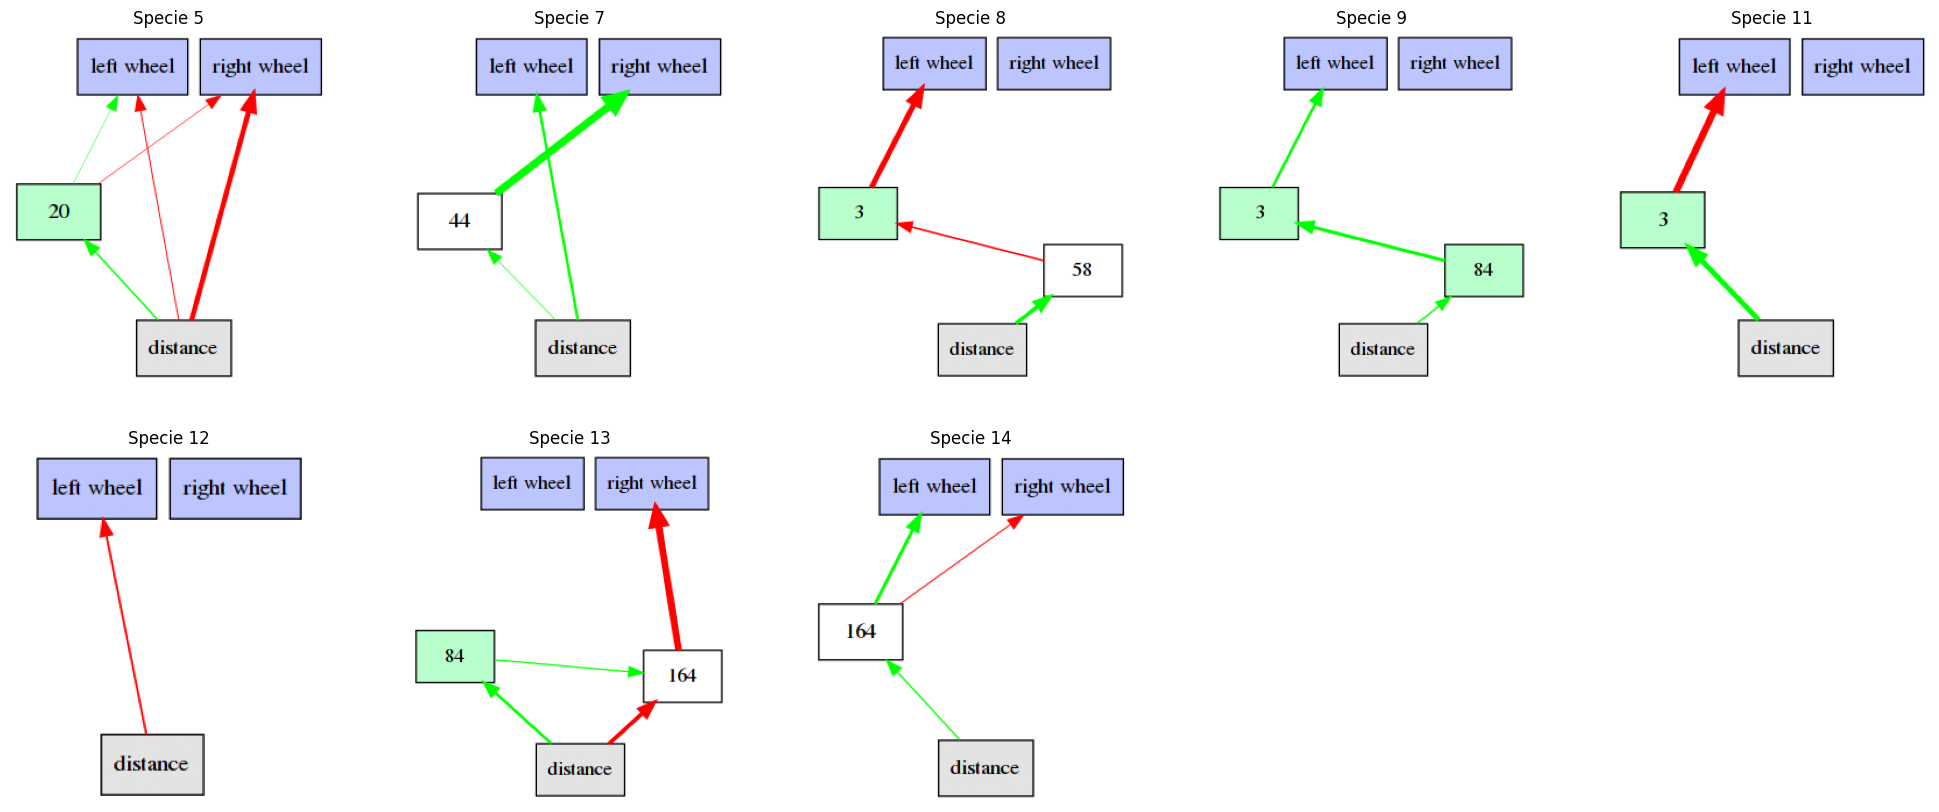 Specie 5
left wheel
right wheel
20
distance
Specie 7
left wheel
right wheel
44
distance
Specie 8
left wheel
right wheel
3
58
distance
Specie 9
left wheel
right wheel
3
84
distance
Specie 11
left wheel
right wheel
3
distance
Specie 12
left wheel
right wheel
distance
Specie 13
left wheel
right wheel
84
164
distance
Specie 14
left wheel
right wheel
164
distance